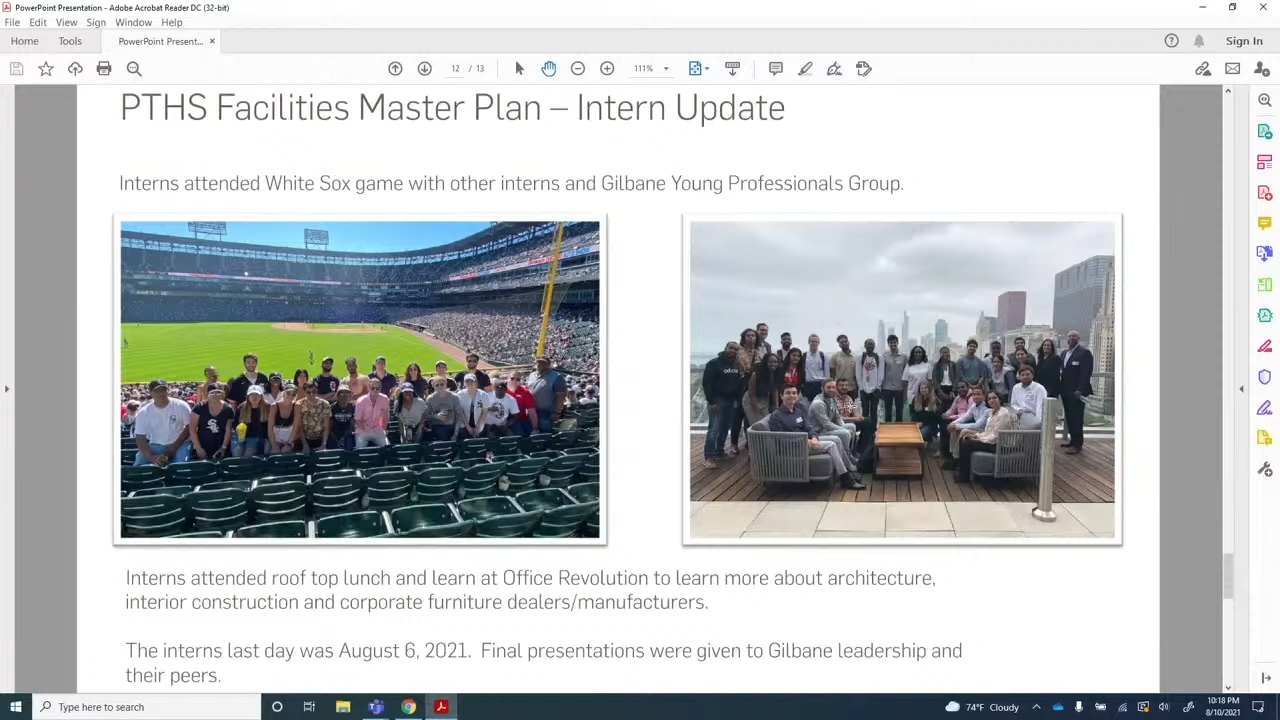 PowerPoint Presentation - Adobe Acrobat Reader DC (32-bit)
File Edit View Sign Window Help
Home Tools PowerPoint Present... × Sign In
12 / 13 111%
PTHS Facilities Master Plan – Intern Update
Interns attended White Sox game with other interns and Gilbane Young Professionals Group.
Interns attended roof top lunch and learn at Office Revolution to learn more about architecture,
interior construction and corporate furniture dealers/manufacturers.
The interns last day was August 6, 2021. Final presentations were given to Gilbane leadership and
their peers.
Type here to search
74°F Cloudy
10:18 PM
8/10/2021